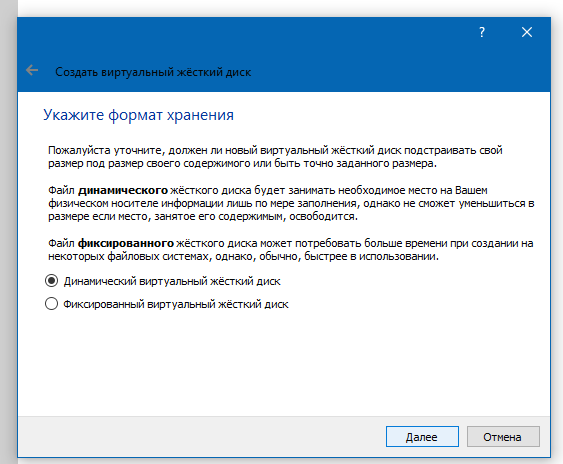 ?
Создать виртуальный жёсткий диск
Укажите формат хранения
Пожалуйста уточните, должен ли новый виртуальный жёсткий диск подстраивать свой
размер под размер своего содержимого или быть точно заданного размера.
Файл динамического жёсткого диска будет занимать необходимое место на Вашем
физическом носителе информации лишь по мере заполнения, однако не сможет уменьшиться в
размере если место, занятое его содержимым, освободится.
Файл фиксированного жёсткого диска может потребовать больше времени при создании на
некоторых файловых системах, однако, обычно, быстрее в использовании.
Динамический виртуальный жёсткий диск
Фиксированный виртуальный жёсткий диск
Далее
Отмена